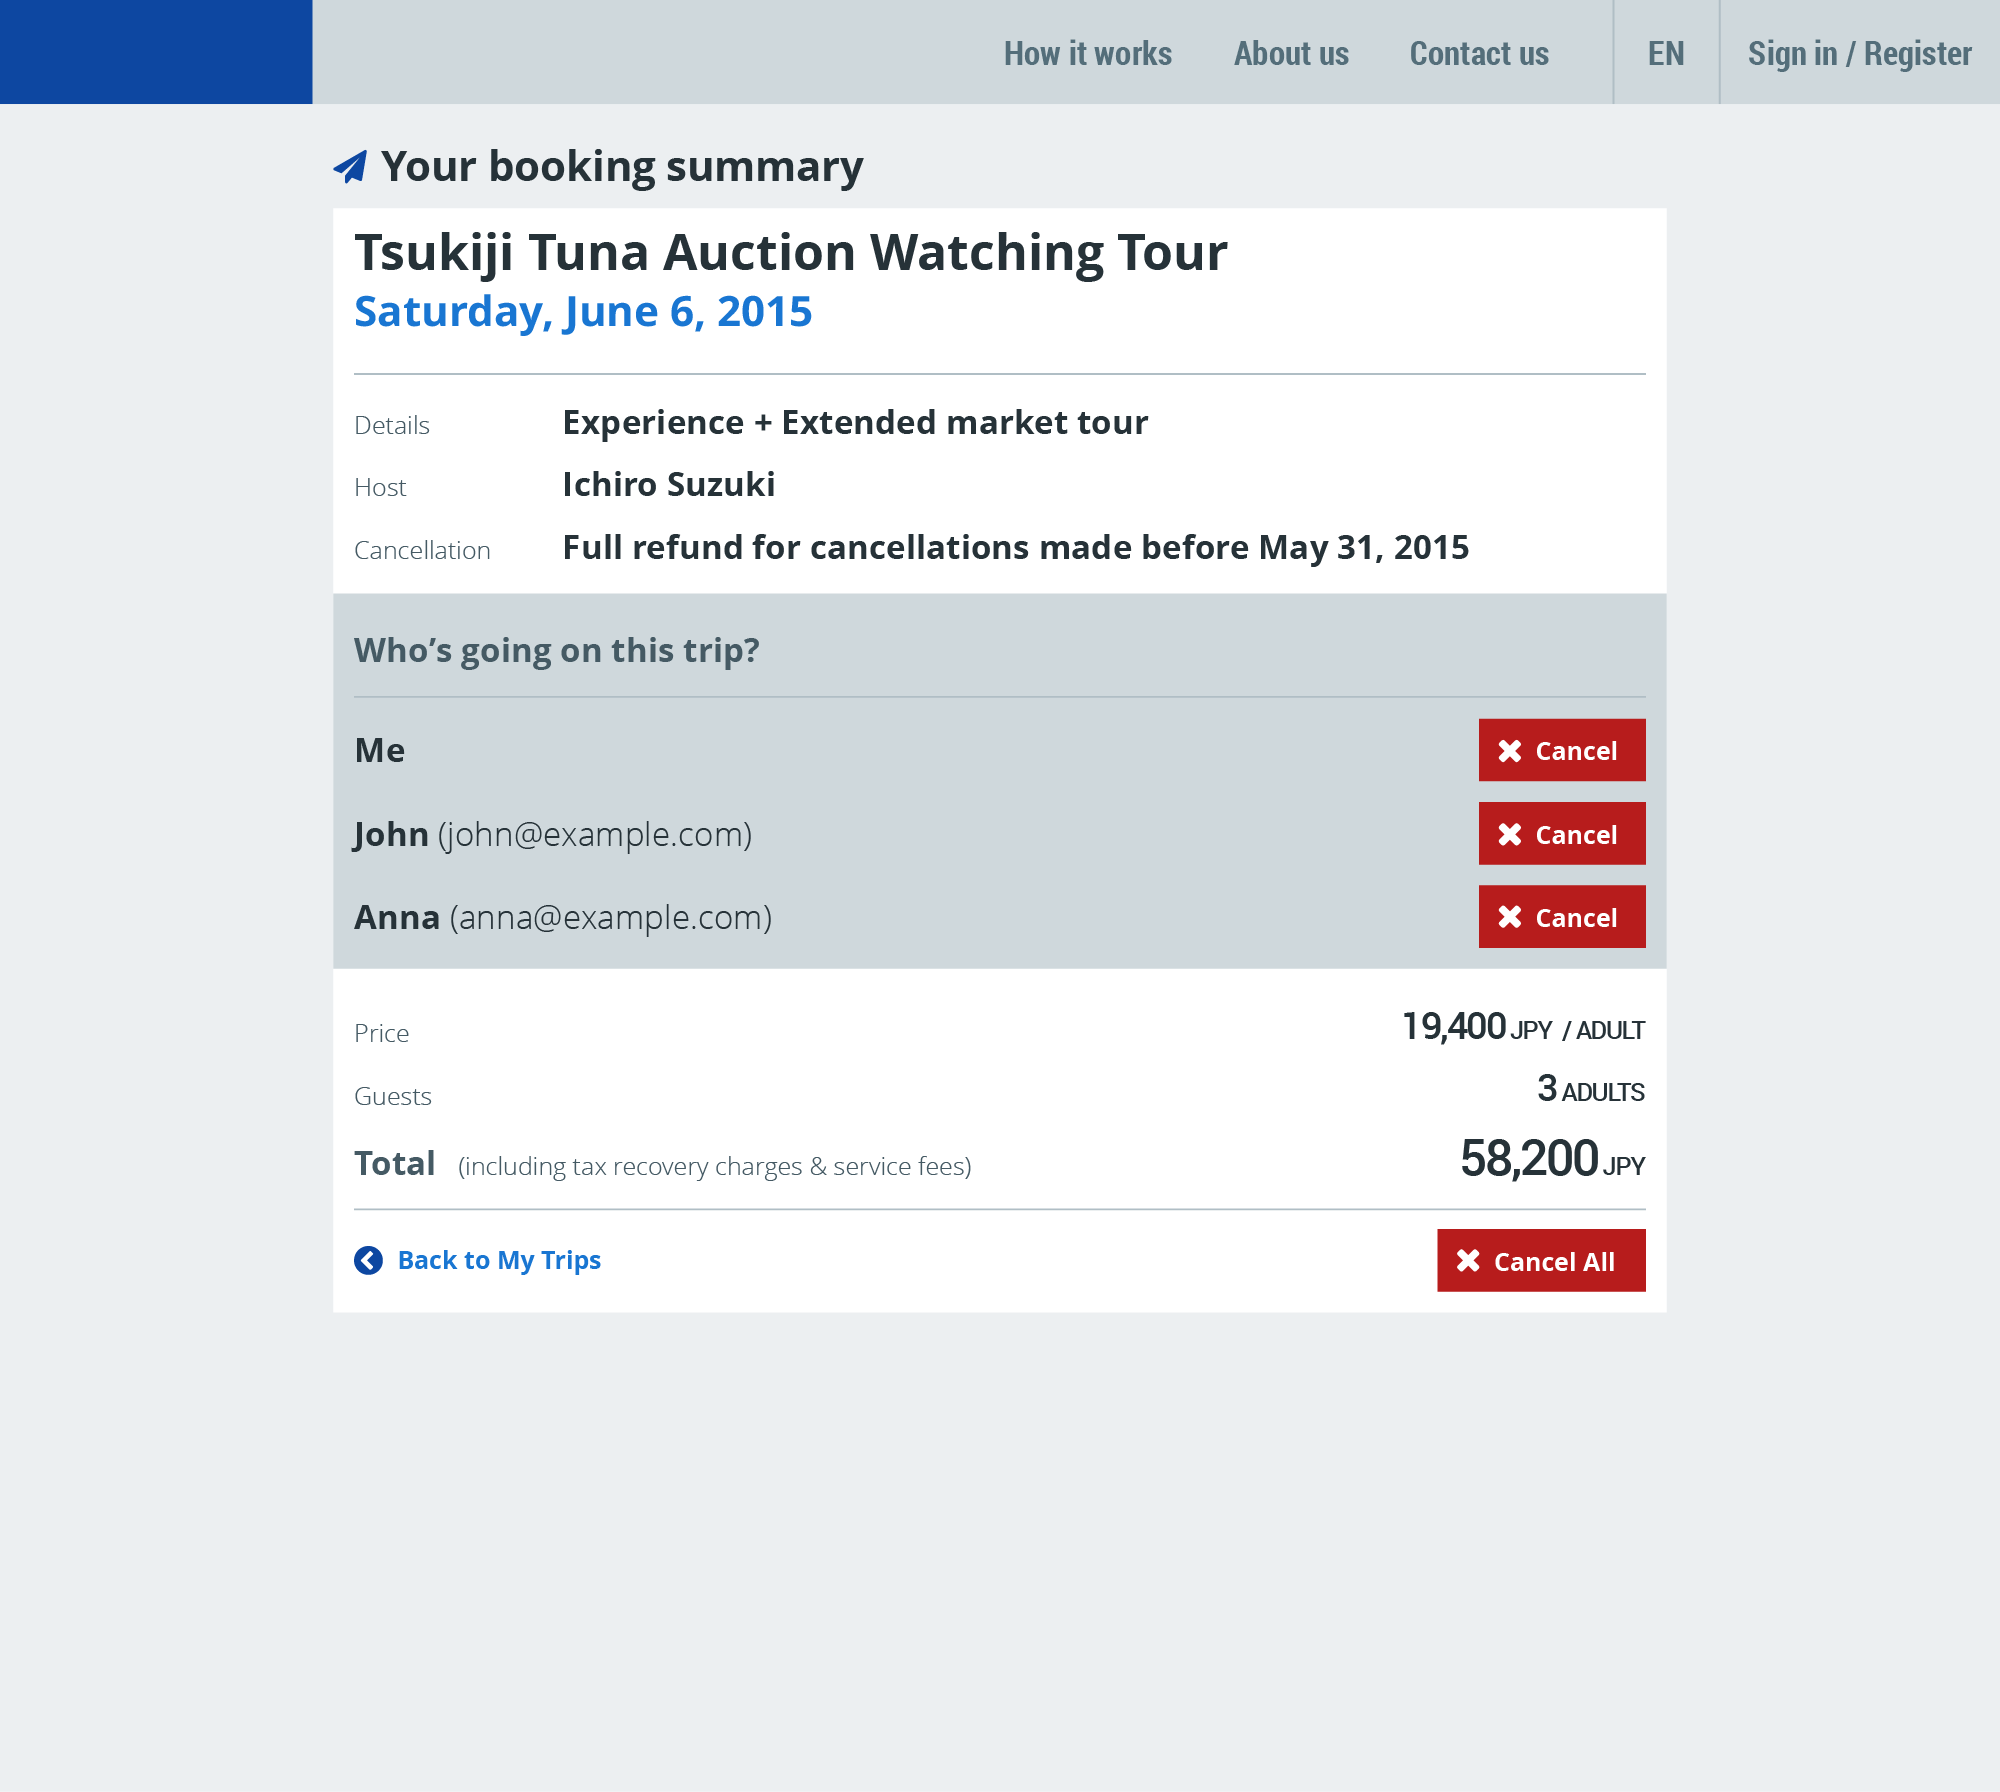 How it works About us Contact us EN Sign in / Register
Your booking summary
Tsukiji Tuna Auction Watching Tour
Saturday, June 6, 2015
Details Experience + Extended market tour
Host Ichiro Suzuki
Cancellation Full refund for cancellations made before May 31, 2015
Who’s going on this trip?
Me Cancel
John (john@example.com) Cancel
Anna (anna@example.com) Cancel
Price 19,400 JPY / ADULT
Guests 3 ADULTS
Total (including tax recovery charges & service fees) 58,200 JPY
Back to My Trips Cancel All